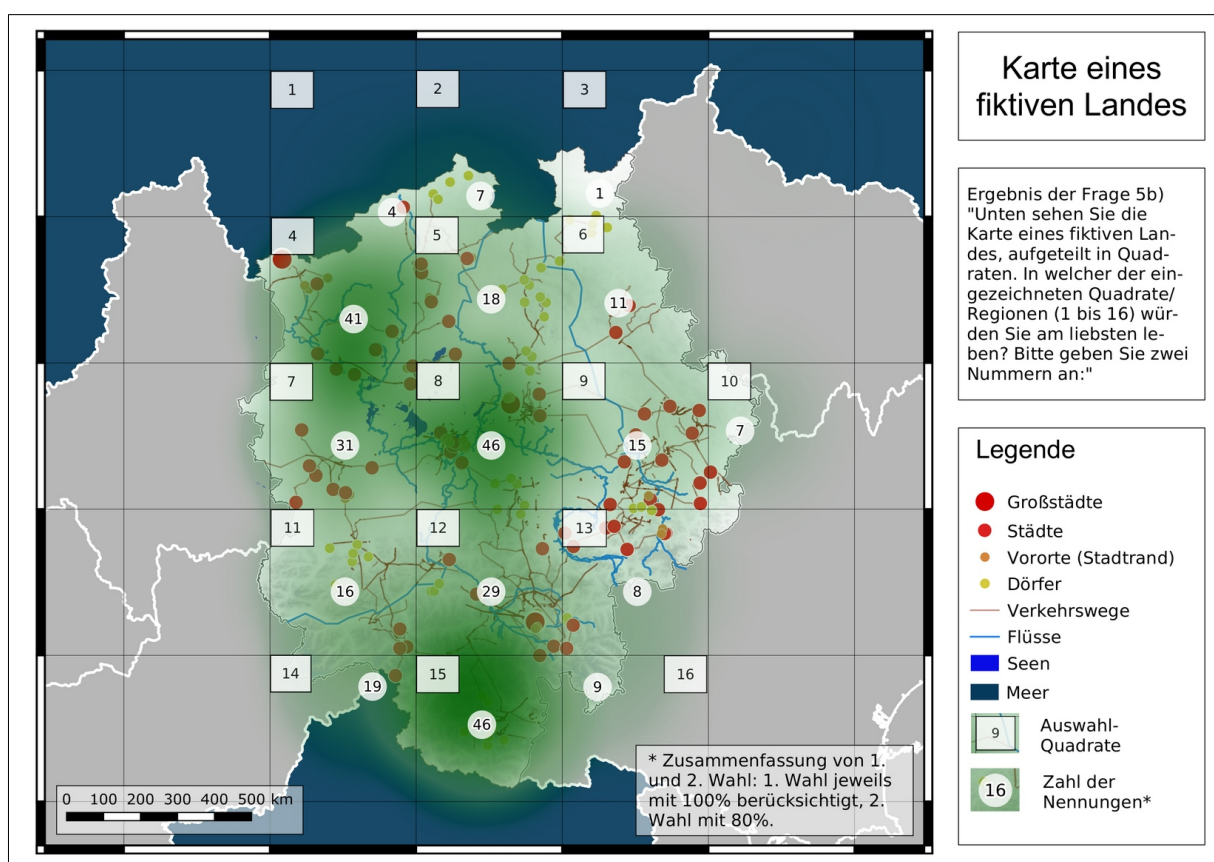 Karte eines
fiktiven Landes
Ergebnis der Frage 5b)
"Unten sehen Sie die
Karte eines fiktiven Lan-
des, aufgeteilt in Quad-
raten. In welcher der ein-
gezeichneten Quadrate/
Regionen (1 bis 16) wür-
den Sie am liebsten le-
ben? Bitte geben Sie zwei
Nummern an:"
Legende
Großstädte
Städte
Vororte (Stadtrand)
Dörfer
Verkehrswege
Flüsse
Seen
Meer
9 Auswahl-
Quadrate
16 Zahl der
Nennungen*
1 2 3
4 7 1
4 5 6
41 18 11
7 8 9 10
31 46 15 7
11 12 13
16 29 8
14 15 16
19 46 9
* Zusammenfassung von 1.
und 2. Wahl: 1. Wahl jeweils
mit 100% berücksichtigt, 2.
Wahl mit 80%.
0 100 200 300 400 500 km